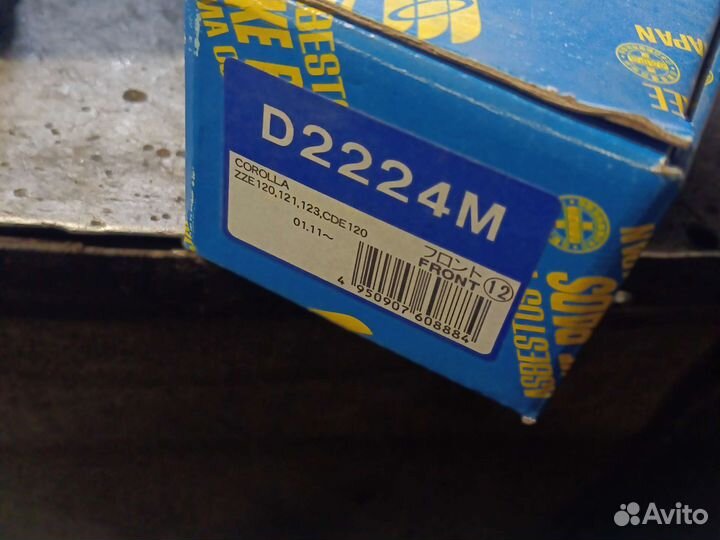 D2224M
COROLLA
ZZE120,121,123,CDE120
01.11～
フロント
FRONT ⑫
4 950907 608884
ASBESTOS
JAPAN
ASBESTOS
Avito